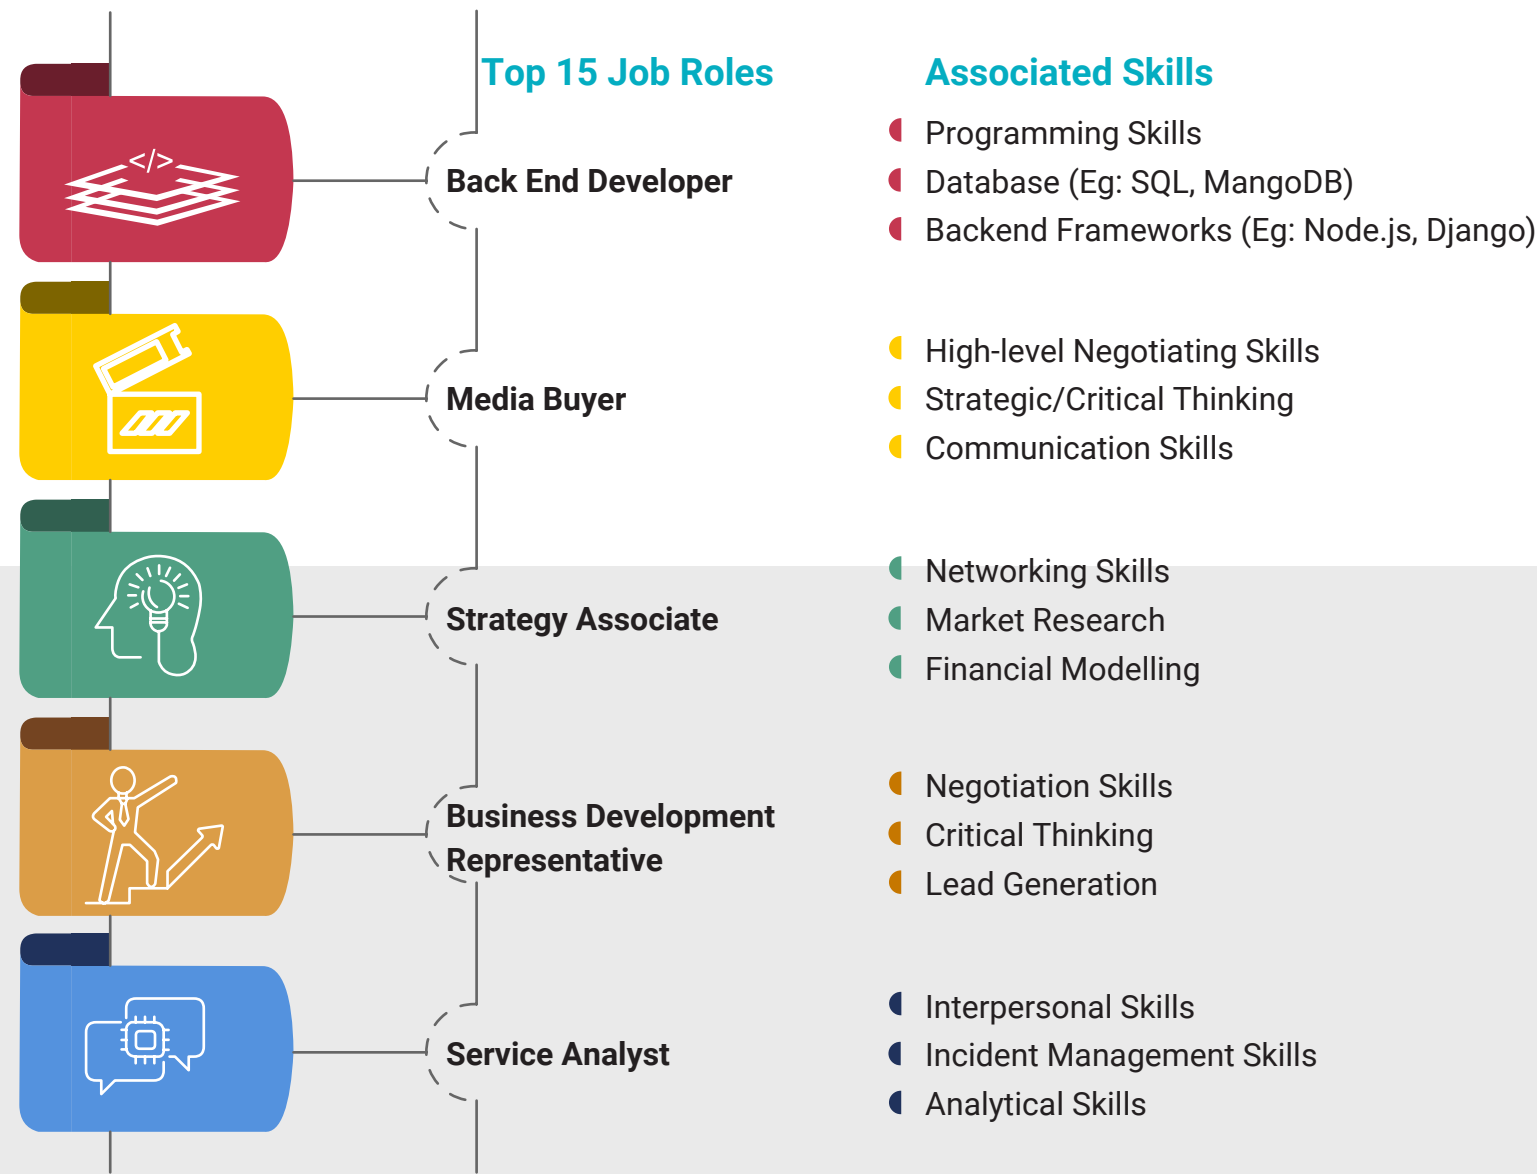 Top 15 Job Roles
Associated Skills
</>
Back End Developer
Programming Skills
Database (Eg: SQL, MangoDB)
Backend Frameworks (Eg: Node.js, Django)
Media Buyer
High-level Negotiating Skills
Strategic/Critical Thinking
Communication Skills
Strategy Associate
Networking Skills
Market Research
Financial Modelling
Business Development
Representative
Negotiation Skills
Critical Thinking
Lead Generation
Service Analyst
Interpersonal Skills
Incident Management Skills
Analytical Skills